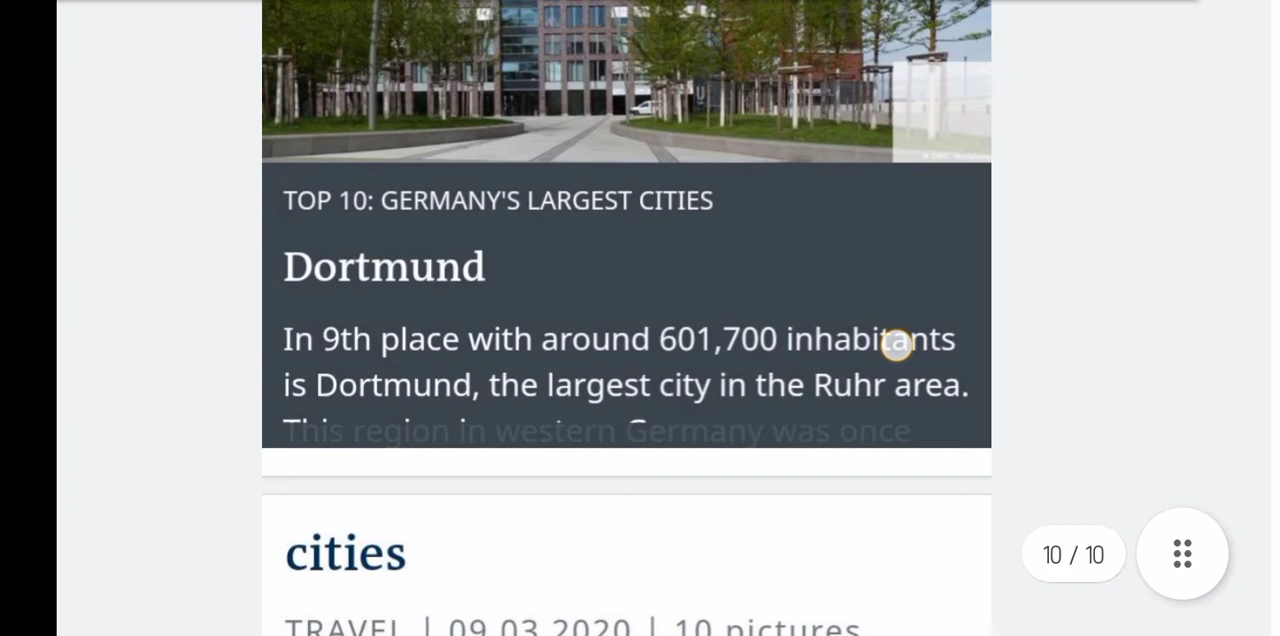 TOP 10: GERMANY'S LARGEST CITIES
Dortmund
In 9th place with around 601,700 inhabitants
is Dortmund, the largest city in the Ruhr area.
This region in western Germany was once
cities
TRAVEL | 09.03.2020 | 10 pictures
10 / 10